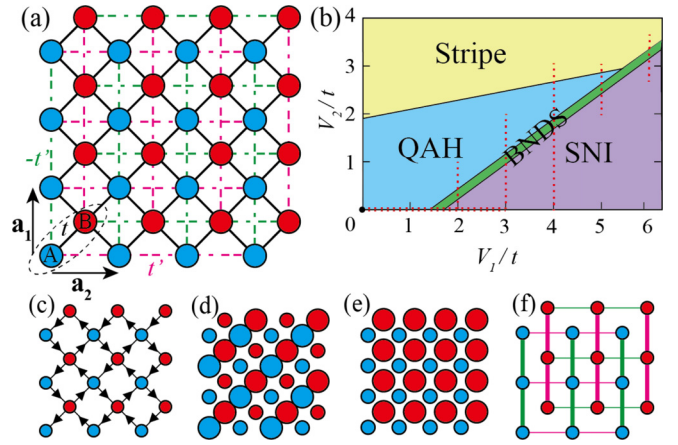 (a)
-t'
a₁
A
t
B
a₂
t'
(b)
V₂/t
4
3
2
1
0
Stripe
QAH
BNDS
SNI
0 1 2 3 4 5 6
V₁/t
(c)
(d)
(e)
(f)